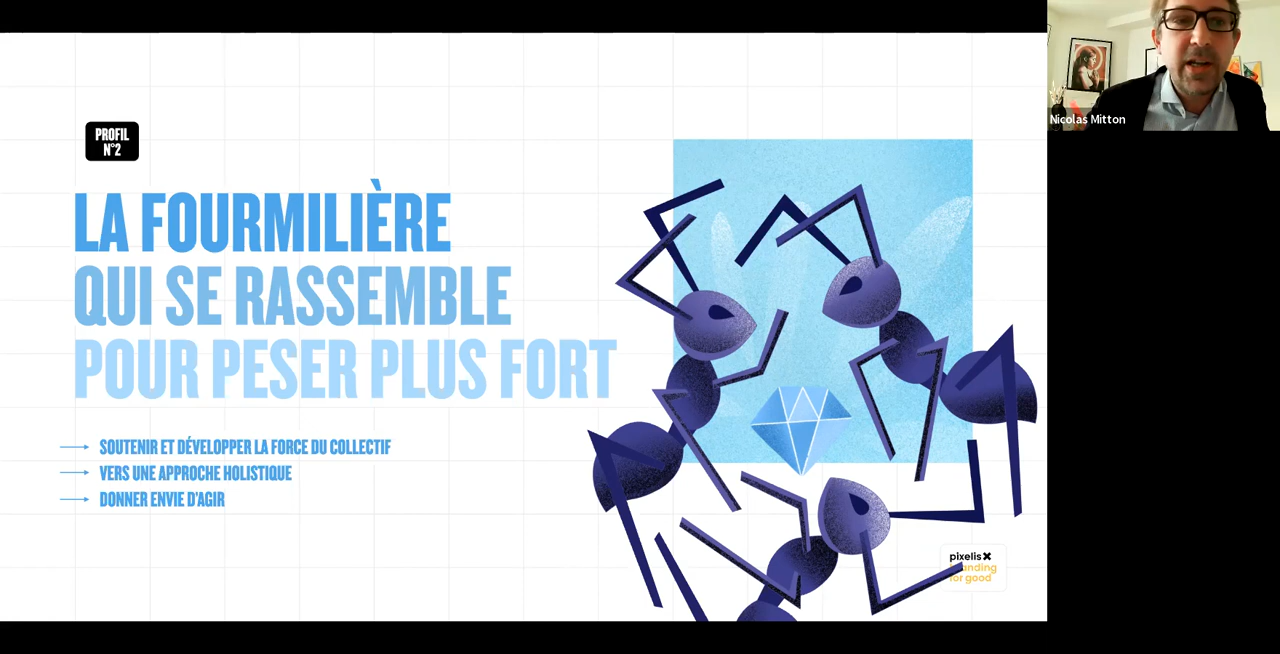 PROFIL
N°2
LA FOURMILIÈRE
QUI SE RASSEMBLE
POUR PESER PLUS FORT
SOUTENIR ET DÉVELOPPER LA FORCE DU COLLECTIF
VERS UNE APPROCHE HOLISTIQUE
DONNER ENVIE D'AGIR
Nicolas Mitton
pixelis
branding
for good